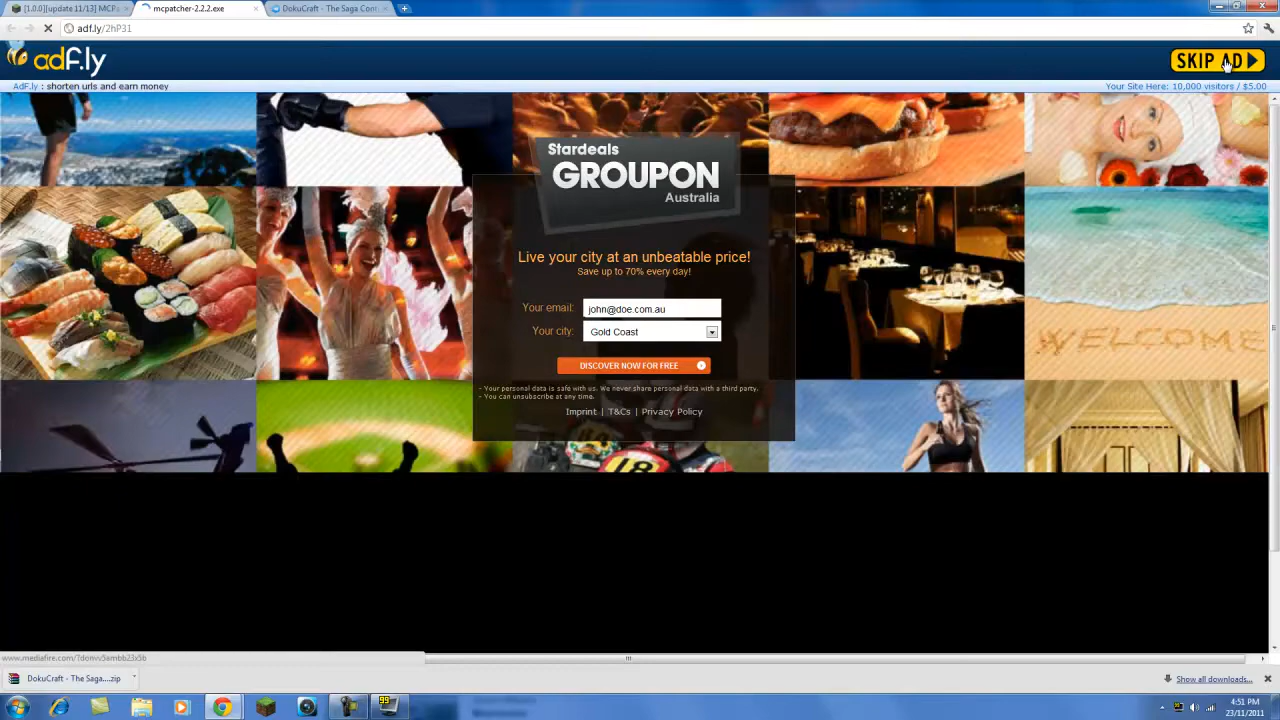 [1.0.0][update 11/13] MCPa
mcpatcher-2.2.2.exe
DokuCraft - The Saga Cont
adf.ly/2hP31
adf.ly
SKIP AD
AdF.ly : shorten urls and earn money
Your Site Here: 10,000 visitors / $5.00
Stardeals
GROUPON
Australia
Live your city at an unbeatable price!
Save up to 70% every day!
Your email: john@doe.com.au
Your city: Gold Coast
DISCOVER NOW FOR FREE
- Your personal data is safe with us. We never share personal data with a third party.
- You can unsubscribe at any time.
Imprint | T&Cs | Privacy Policy
WELCOME
18
DokuCraft - The Saga....zip
Show all downloads...
99
4:51 PM
23/11/2011